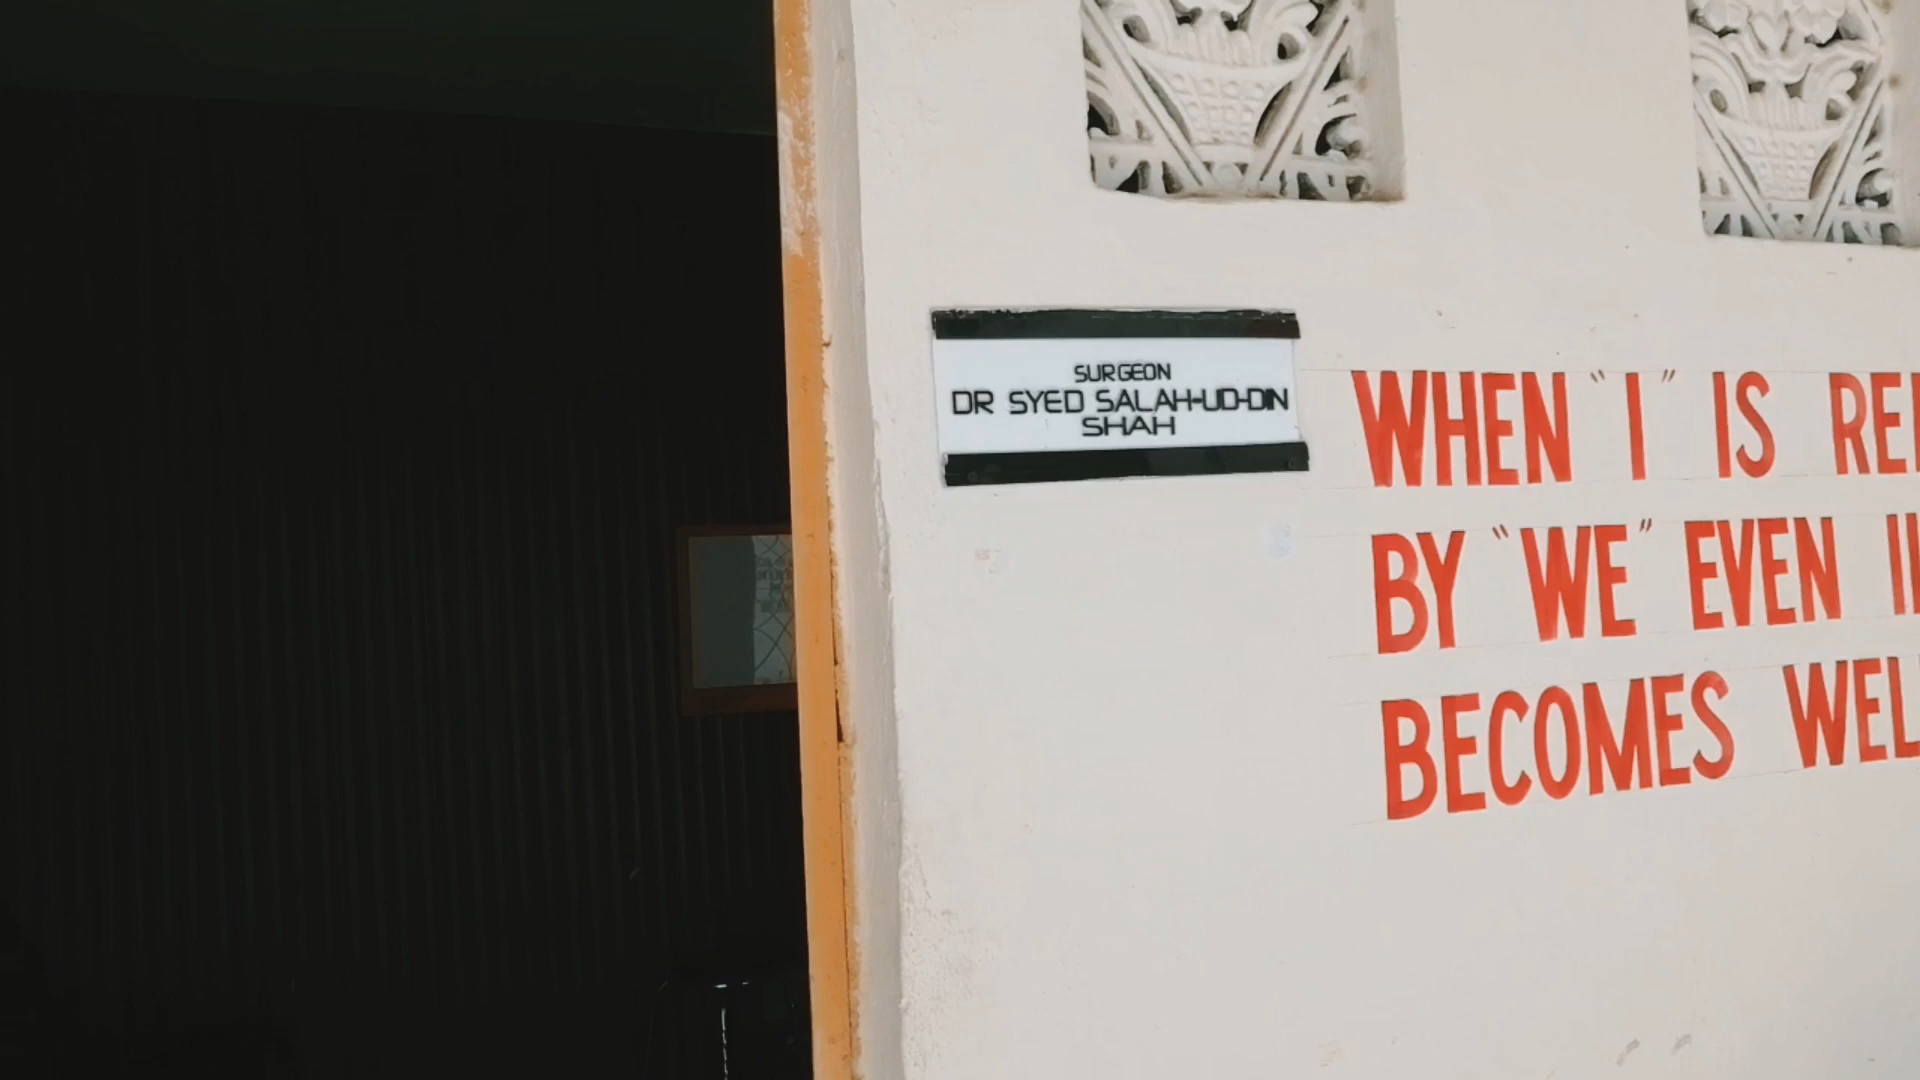 SURGEON
DR SYED SALAH-UD-DIN
SHAH
WHEN "I" IS
BY "WE" EVEN
BECOMES